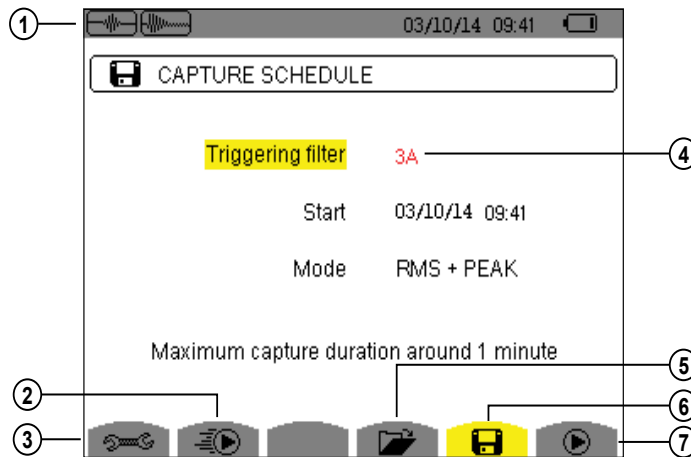 1
03/10/14 09:41
CAPTURE SCHEDULE
Triggering filter 3A
4
Start 03/10/14 09:41
Mode RMS + PEAK
Maximum capture duration around 1 minute
5
2
6
3
7